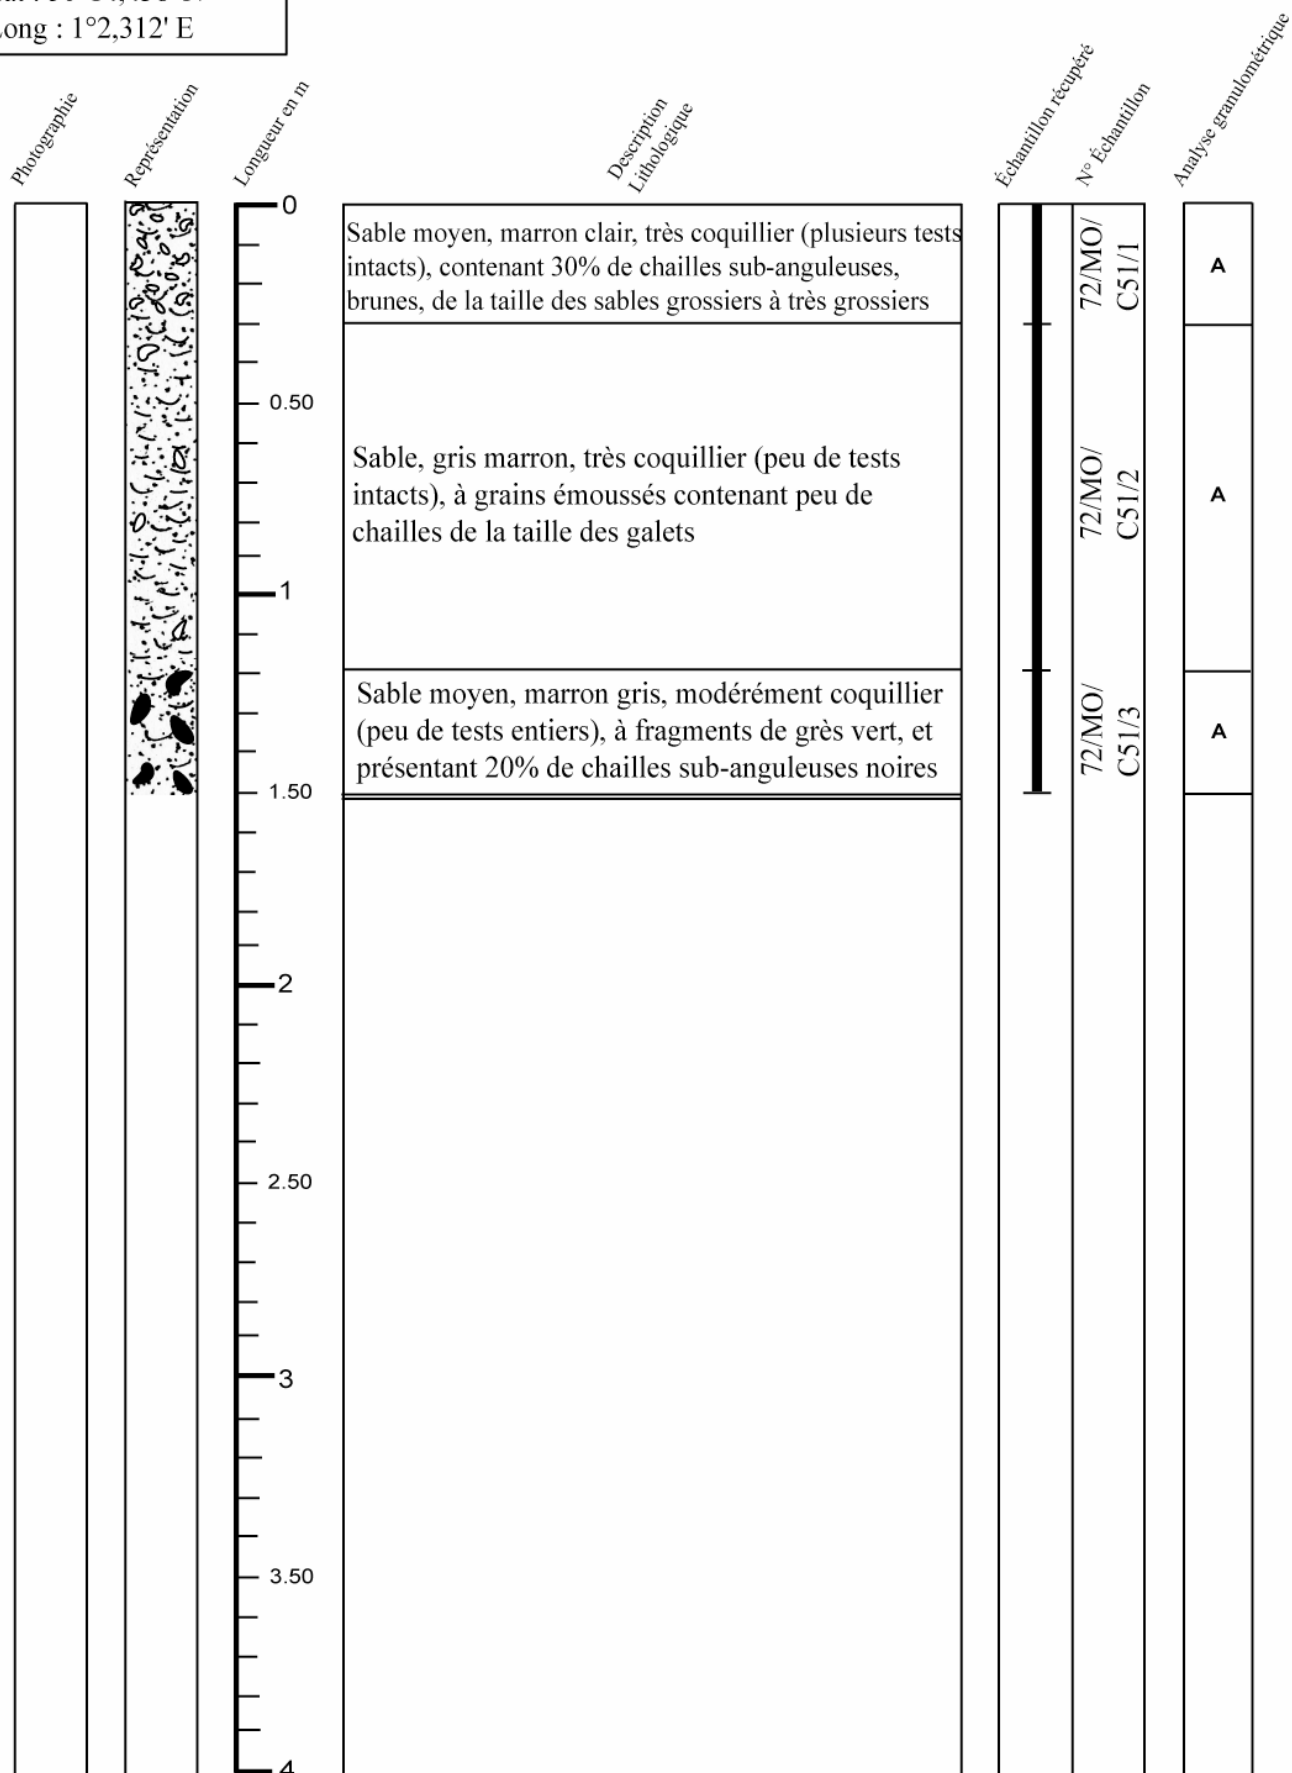 Long : 1°2,312' E
Photographie
Représentation
Longueur en m
Description
Lithologique
Échantillon récupéré
N° Échantillon
Analyse granulométrique
0
Sable moyen, marron clair, très coquillier (plusieurs tests
intacts), contenant 30% de chailles sub-anguleuses,
brunes, de la taille des sables grossiers à très grossiers
72/MO/
C51/1
A
0.50
Sable, gris marron, très coquillier (peu de tests
intacts), à grains émoussés contenant peu de
chailles de la taille des galets
72/MO/
C51/2
A
1
Sable moyen, marron gris, modérément coquillier
(peu de tests entiers), à fragments de grès vert, et
présentant 20% de chailles sub-anguleuses noires
72/MO/
C51/3
A
1.50
2
2.50
3
3.50
4